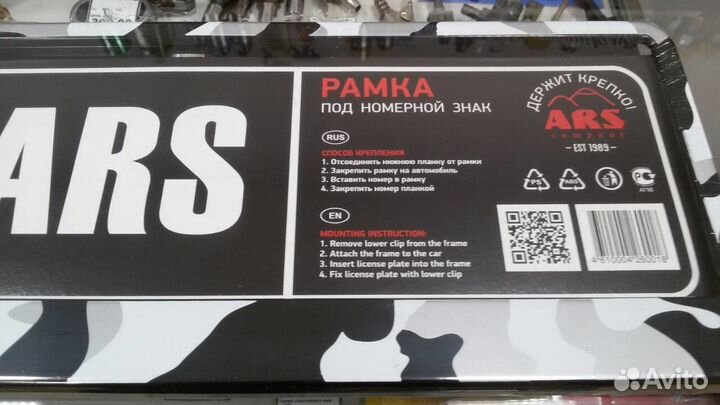 ARS
РАМКА
ПОД НОМЕРНОЙ ЗНАК
RUS
СПОСОБ КРЕПЛЕНИЯ
1. Отсоединить нижнюю планку от рамки
2. Закрепить рамку на автомобиль
3. Вставить номер в рамку
4. Закрепить номер планкой
EN
MOUNTING INSTRUCTION:
1. Remove lower clip from the frame
2. Attach the frame to the car
3. Insert license plate into the frame
4. Fix license plate with lower clip
ДЕРЖИТ КРЕПКО!
ARS
company
EST 1989
PS
ABS
4610004260018
Avito